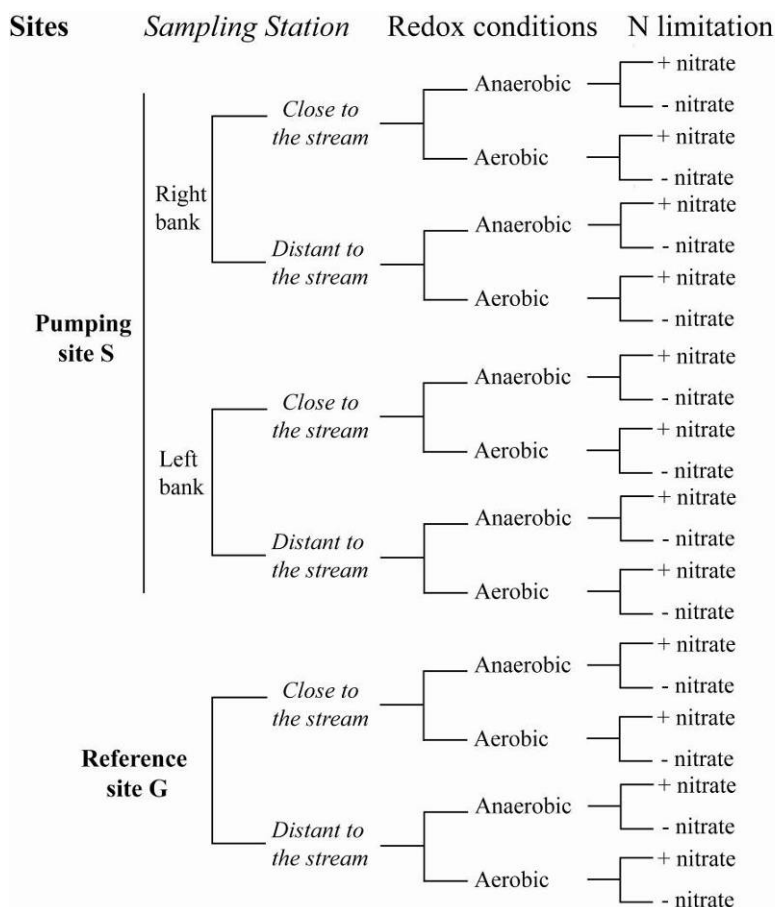 Sites Sampling Station Redox conditions N limitation
+ nitrate
Anaerobic
- nitrate
Close to
the stream
+ nitrate
Aerobic
- nitrate
Right
bank
+ nitrate
Anaerobic
- nitrate
Distant to
the stream
+ nitrate
Aerobic
- nitrate
Pumping
site S
+ nitrate
Anaerobic
- nitrate
Close to
the stream
+ nitrate
Aerobic
- nitrate
Left
bank
+ nitrate
Anaerobic
- nitrate
Distant to
the stream
+ nitrate
Aerobic
- nitrate
+ nitrate
Anaerobic
- nitrate
Close to
the stream
+ nitrate
Aerobic
- nitrate
Reference
site G
+ nitrate
Anaerobic
- nitrate
Distant to
the stream
+ nitrate
Aerobic
- nitrate